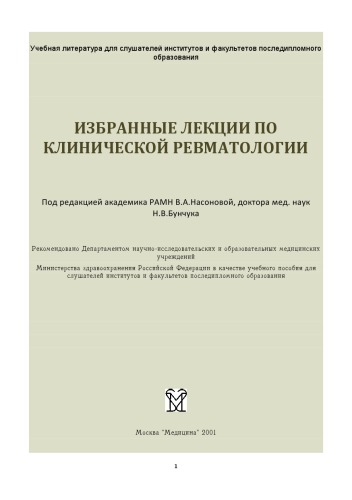 Учебная литература для слушателей институтов и факультетов последипломного
образования
ИЗБРАННЫЕ ЛЕКЦИИ ПО
КЛИНИЧЕСКОЙ РЕВМАТОЛОГИИ
Под редакцией академика РАМН В.А.Насоновой, доктора мед. наук
Н.В.Бунчука
Рекомендовано Департаментом научно-исследовательских и образовательных медицинских
учреждений
Министерства здравоохранения Российской Федерации в качестве учебного пособия для
слушателей институтов и факультетов последипломного образования
Москва "Медицина" 2001
1